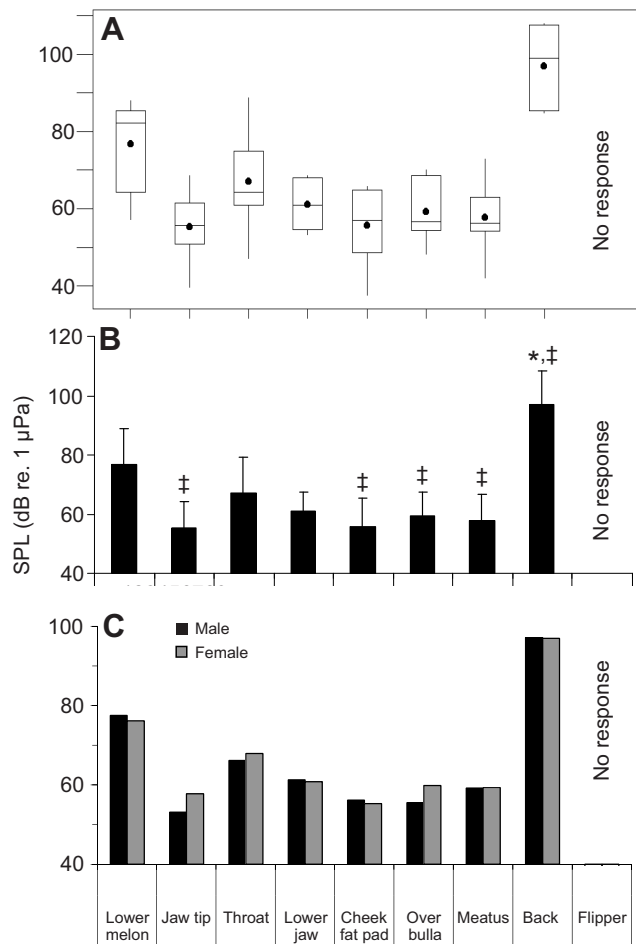 A
100
80
60
40
No response
B
120
100
80
60
40
SPL (dB re. 1 µPa)
‡
‡
‡
‡
*,‡
No response
C
Male
Female
100
80
60
40
No response
Lower melon
Jaw tip
Throat
Lower jaw
Cheek fat pad
Over bulla
Meatus
Back
Flipper